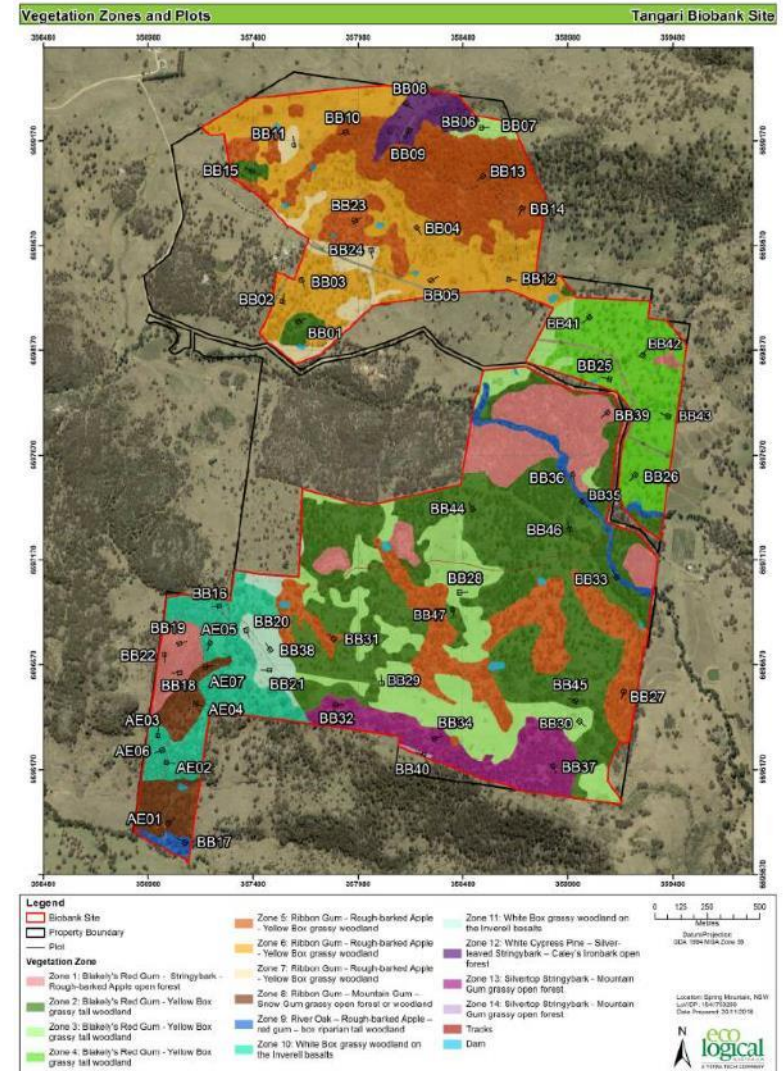 Vegetation Zones and Plots
Tangari Biobank Site
BB08
BB10
BB06
BB07
BB11
BB09
BB15
BB13
BB14
BB23
BB04
BB24
BB03
BB05
BB12
BB02
BB01
BB41
BB42
BB25
BB39
BB43
BB36
BB26
BB35
BB44
BB46
BB33
BB28
BB16
BB47
BB20
BB19
AE05
BB31
BB38
BB22
BB21
BB18
AE07
BB29
BB45
BB27
AE04
BB32
BB34
BB30
AE03
AE06
AE02
BB40
BB37
AE01
BB17
Legend
Biobank Site
Property Boundary
Plot
Vegetation Zone
Zone 1: Blakely's Red Gum - Stringybark -
Rough-barked Apple open forest
Zone 2: Blakely's Red Gum - Yellow Box
grassy tall woodland
Zone 3: Blakely's Red Gum - Yellow Box
grassy tall woodland
Zone 4: Blakely's Red Gum - Yellow Box
grassy tall woodland
Zone 5: Ribbon Gum - Rough-barked Apple
- Yellow Box grassy woodland
Zone 6: Ribbon Gum - Rough-barked Apple
- Yellow Box grassy woodland
Zone 7: Ribbon Gum - Rough-barked Apple
- Yellow Box grassy woodland
Zone 8: Ribbon Gum – Mountain Gum –
Snow Gum grassy open forest or woodland
Zone 9: River Oak – Rough-barked Apple –
red gum – box riparian tall woodland
Zone 10: White Box grassy woodland on
the Inverell basalts
Zone 11: White Box grassy woodland on
the Inverell basalts
Zone 12: White Cypress Pine – Silver-
leaved Stringybark – Caley's Ironbark open
forest
Zone 13: Silvertop Stringybark - Mountain
Gum grassy open forest
Zone 14: Silvertop Stringybark - Mountain
Gum grassy open forest
Tracks
Dam
0 125 250 500
Metres
Datum/Projection:
Location: Spring Mountain, NSW
N
eco
logical
AUSTRALIA
A TETRA TECH COMPANY